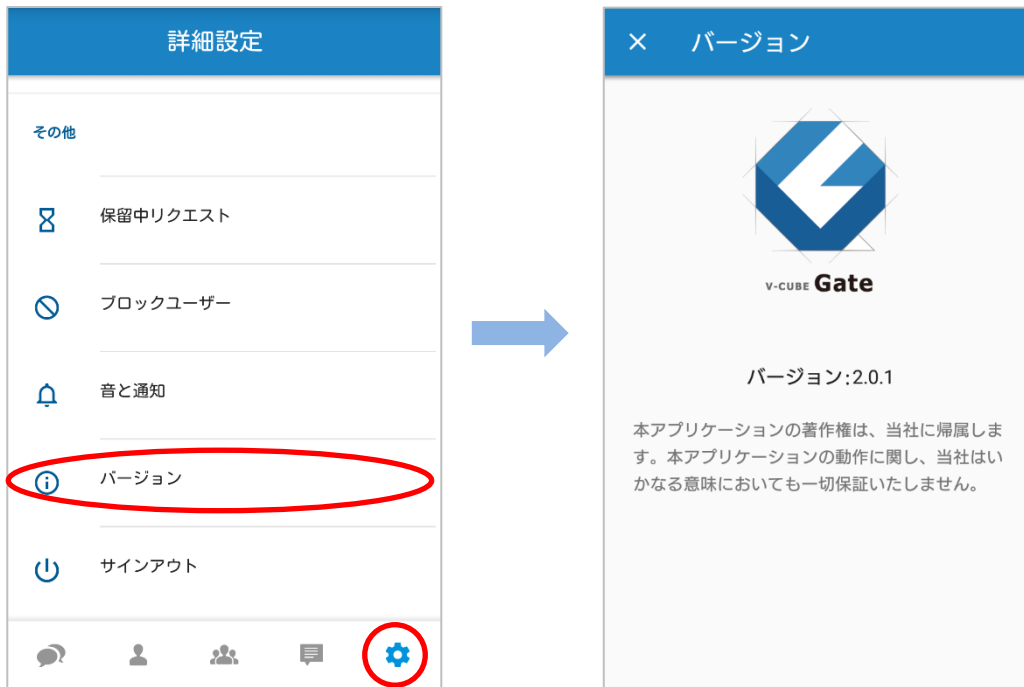 詳細設定
その他
保留中リクエスト
ブロックユーザー
音と通知
バージョン
サインアウト
× バージョン
V-CUBE Gate
バージョン:2.0.1
本アプリケーションの著作権は、当社に帰属しま
す。本アプリケーションの動作に関し、当社はい
かなる意味においても一切保証いたしません。